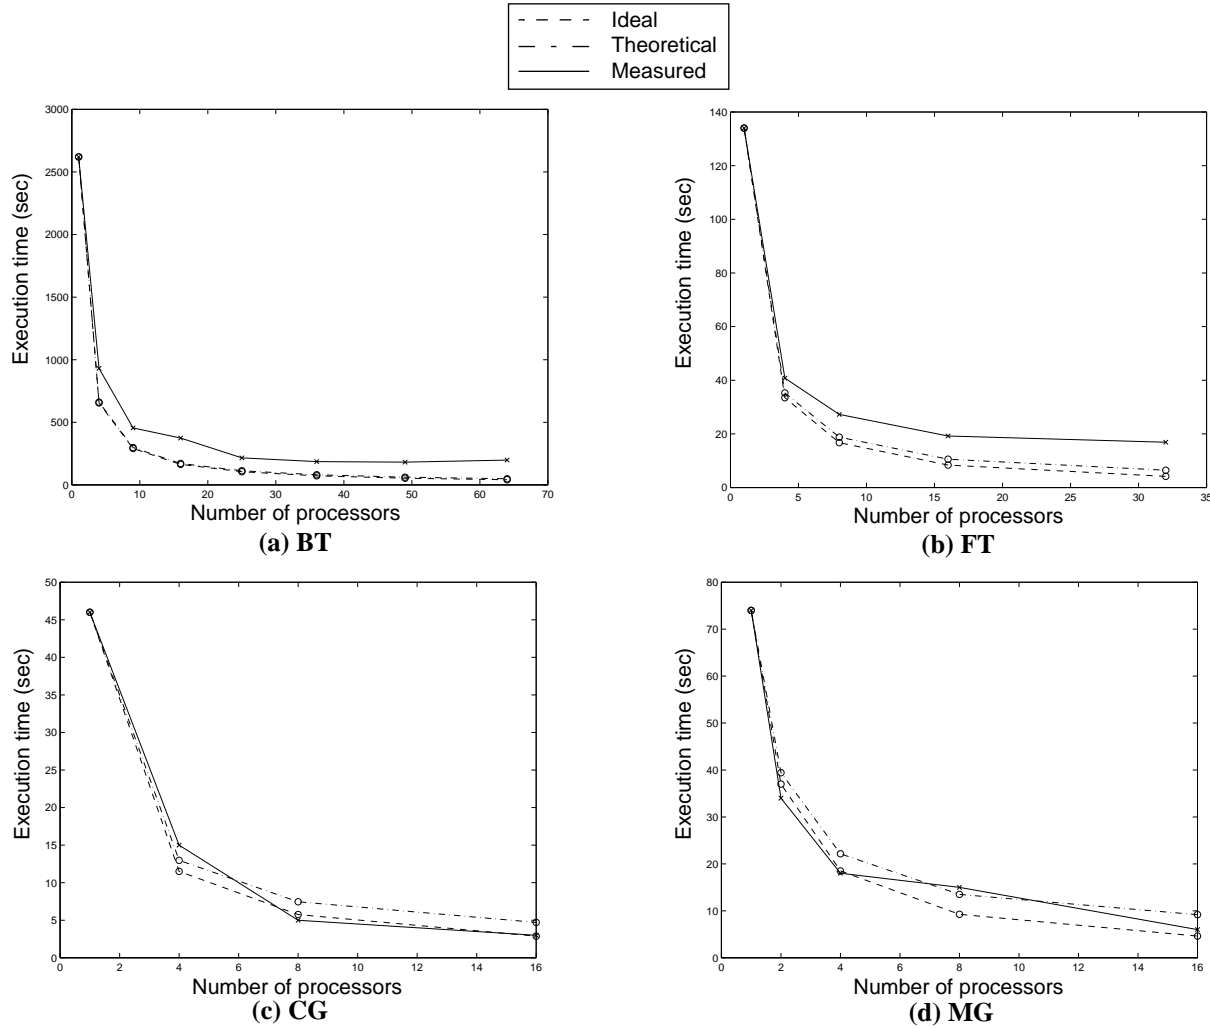 Ideal
Theoretical
Measured
3000
2500
2000
1500
1000
500
0
Execution time (sec)
0 10 20 30 40 50 60 70
Number of processors
(a) BT
140
120
100
80
60
40
20
0
Execution time (sec)
0 5 10 15 20 25 30 35
Number of processors
(b) FT
50
45
40
35
30
25
20
15
10
5
0
Execution time (sec)
0 2 4 6 8 10 12 14 16
Number of processors
(c) CG
80
70
60
50
40
30
20
10
0
Execution time (sec)
0 2 4 6 8 10 12 14 16
Number of processors
(d) MG